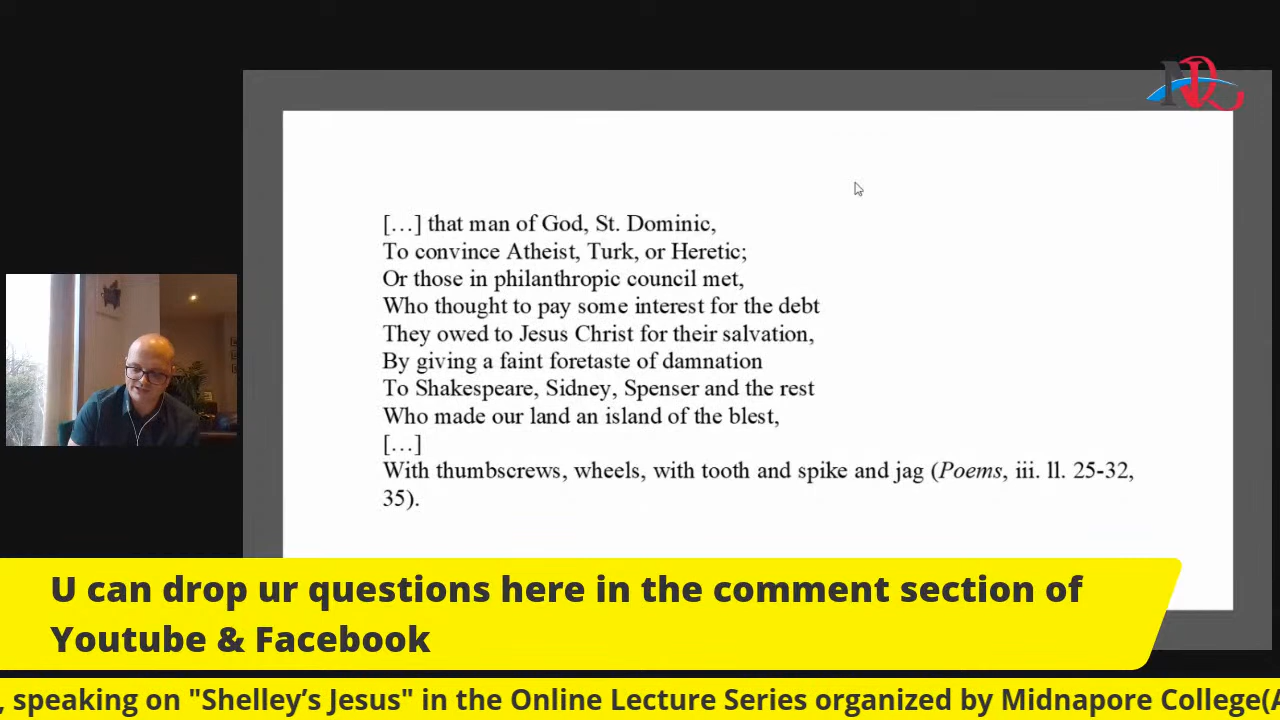 […] that man of God, St. Dominic,
To convince Atheist, Turk, or Heretic;
Or those in philanthropic council met,
Who thought to pay some interest for the debt
They owed to Jesus Christ for their salvation,
By giving a faint foretaste of damnation
To Shakespeare, Sidney, Spenser and the rest
Who made our land an island of the blest,
[…]
With thumbscrews, wheels, with tooth and spike and jag (Poems, iii. ll. 25-32,
35).
U can drop ur questions here in the comment section of
Youtube & Facebook
, speaking on "Shelley’s Jesus" in the Online Lecture Series organized by Midnapore College(A